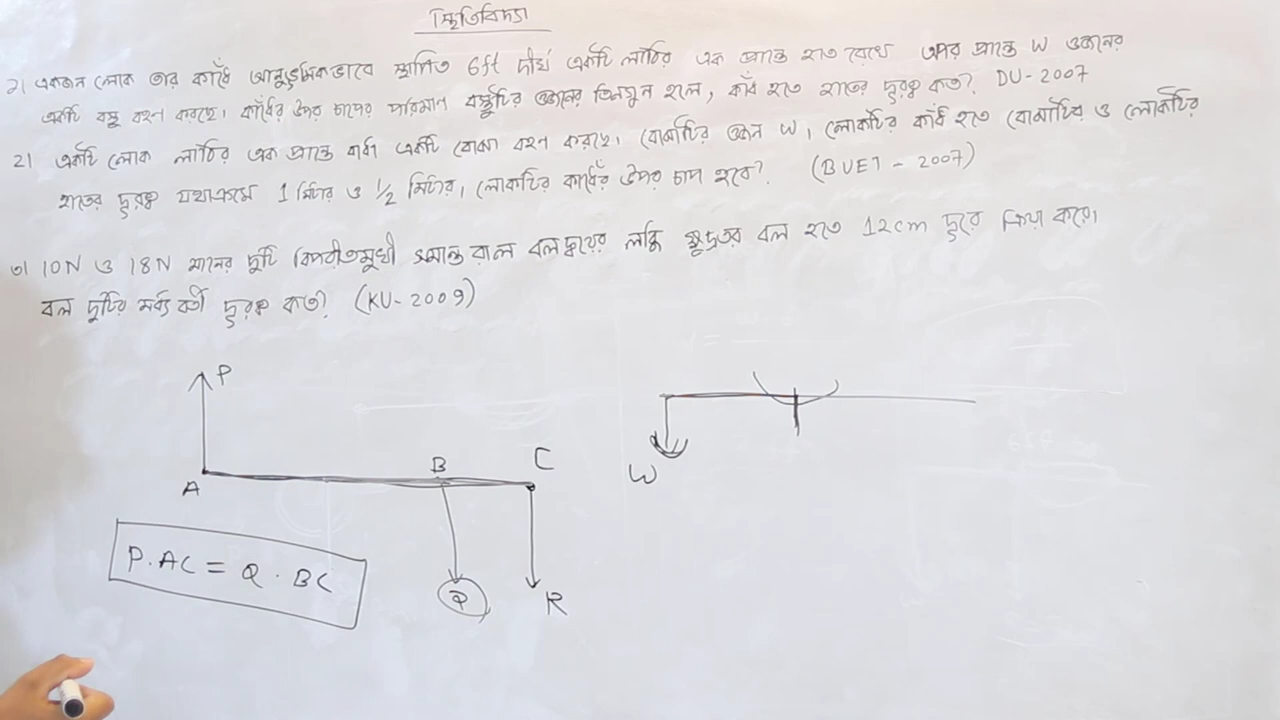 স্থিতিবিদ্যা
১। একজন লোক তার কাঁধে আনুভূমিকভাবে স্থাপিত 6ft দীর্ঘ একটি লাঠির এক প্রান্তে হাত রেখে অপর প্রান্তে W ওজনের
একটি বস্তু বহন করছে। কাঁধের উপর চাপের পরিমান বস্তুটির ওজনের তিনগুন হলে, কাঁধ হতে হাতের দূরত্ব কত? DU-2007
২। একটি লোক লাঠির এক প্রান্তে বাধা একটি বোঝা বহন করছে। বোঝাটির ওজন W। লোকটির কাঁধ হতে বোঝাটির ও লোকটির
হাতের দূরত্ব যথাক্রমে 1 মিটার ও 1/2 মিটার। লোকটির কাধের উপর চাপ হবে? (BUET - 2007)
৩। 10N ও 18N মানের দুটি বিপরীতমুখী সমান্তরাল বলদ্বয়ের লব্ধি ক্ষুদ্রতর বল হতে 12cm দূরে ক্রিয়া করে।
বল দুটির মধ্যবর্তী দূরত্ব কত? (KU-2009)
P
A B C
W
P.AC = Q . BC
Q R